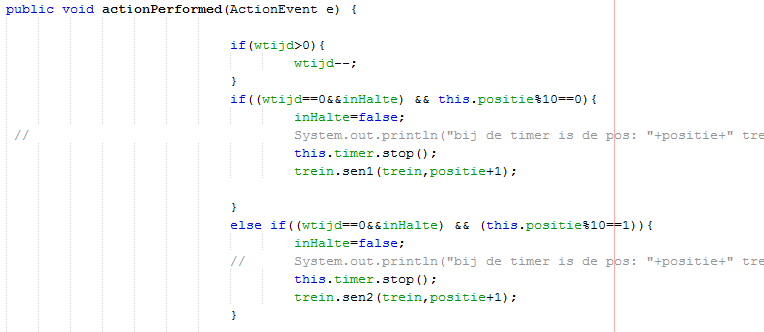 public void actionPerformed(ActionEvent e) {
if(wtijd>0){
wtijd--;
}
if((wtijd==0&&inHalte) && this.positie%10==0){
inHalte=false;
// System.out.println("bij de timer is de pos: "+positie+" tre
this.timer.stop();
trein.sen1(trein,positie+1);
}
else if((wtijd==0&&inHalte) && (this.positie%10==1)){
inHalte=false;
// System.out.println("bij de timer is de pos: "+positie+" tre
this.timer.stop();
trein.sen2(trein,positie+1);
}